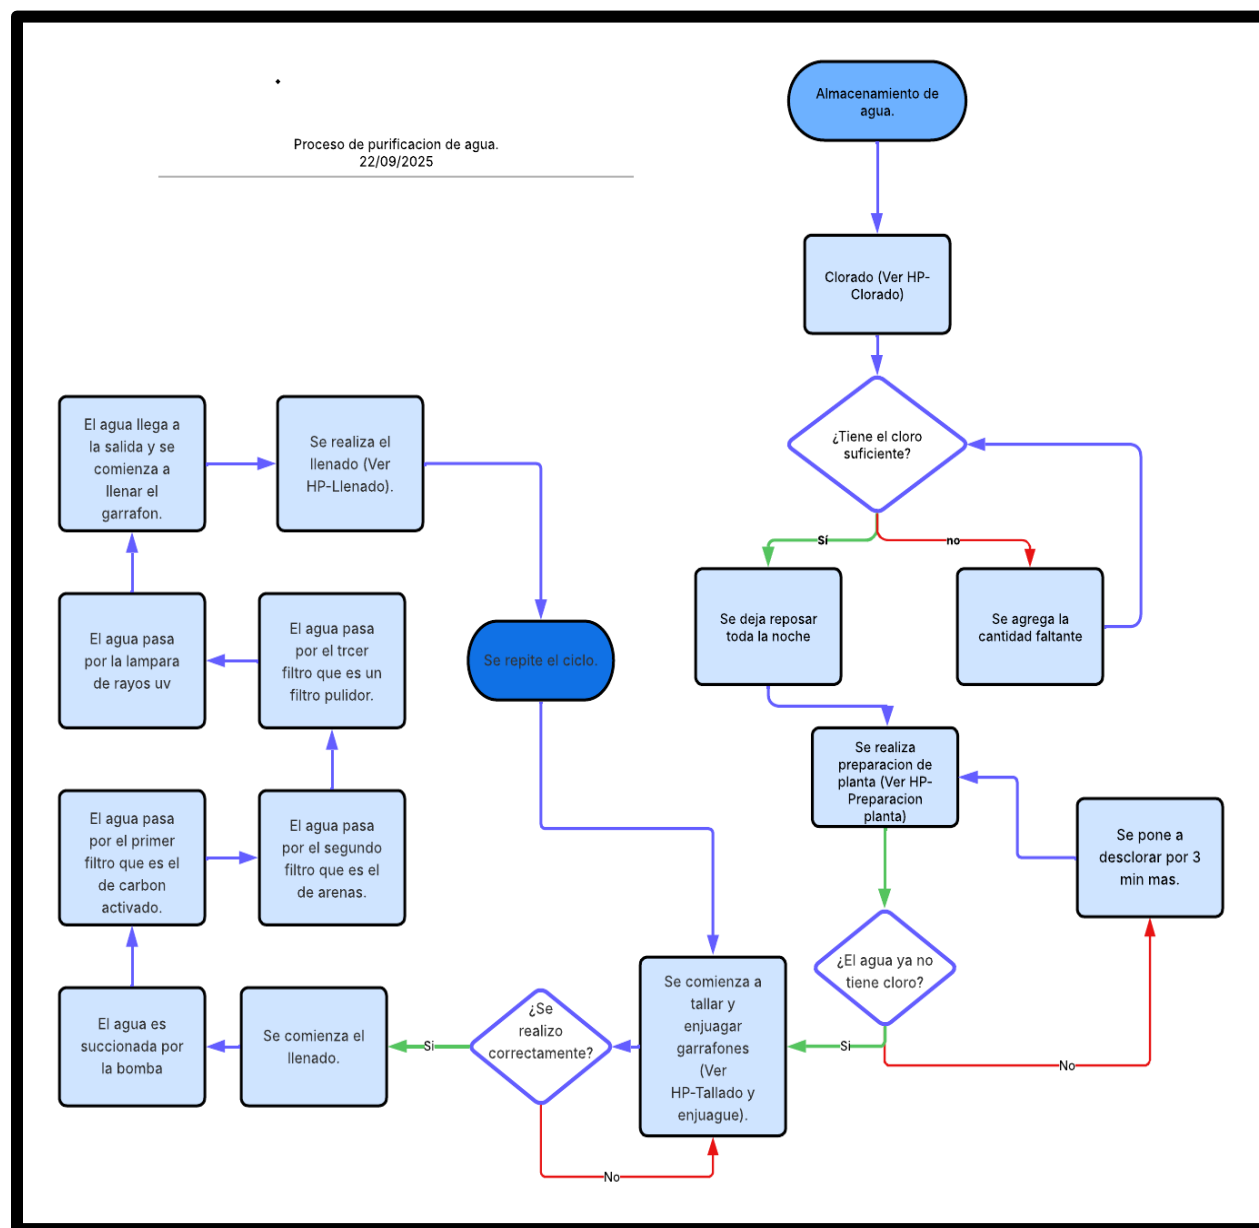 Proceso de purificacion de agua.
22/09/2025
Almacenamiento de
agua.
Clorado (Ver HP-
Clorado)
¿Tiene el cloro
suficiente?
Sí
no
Se deja reposar
toda la noche
Se agrega la
cantidad faltante
Se realiza
preparacion de
planta (Ver HP-
Preparacion
planta)
Se pone a
desclorar por 3
min mas.
¿El agua ya no
tiene cloro?
Si
No
Se comienza a
tallar y
enjuagar
garrafones
(Ver
HP-Tallado y
enjuague).
¿Se
realizo
correctamente?
Si
No
Se comienza el
llenado.
El agua es
succionada por
la bomba
El agua pasa
por el primer
filtro que es el
de carbon
activado.
El agua pasa
por el segundo
filtro que es el
de arenas.
El agua pasa
por el trcer
filtro que es un
filtro pulidor.
El agua pasa
por la lampara
de rayos uv
El agua llega a
la salida y se
comienza a
llenar el
garrafon.
Se realiza el
llenado (Ver
HP-Llenado).
Se repite el ciclo.